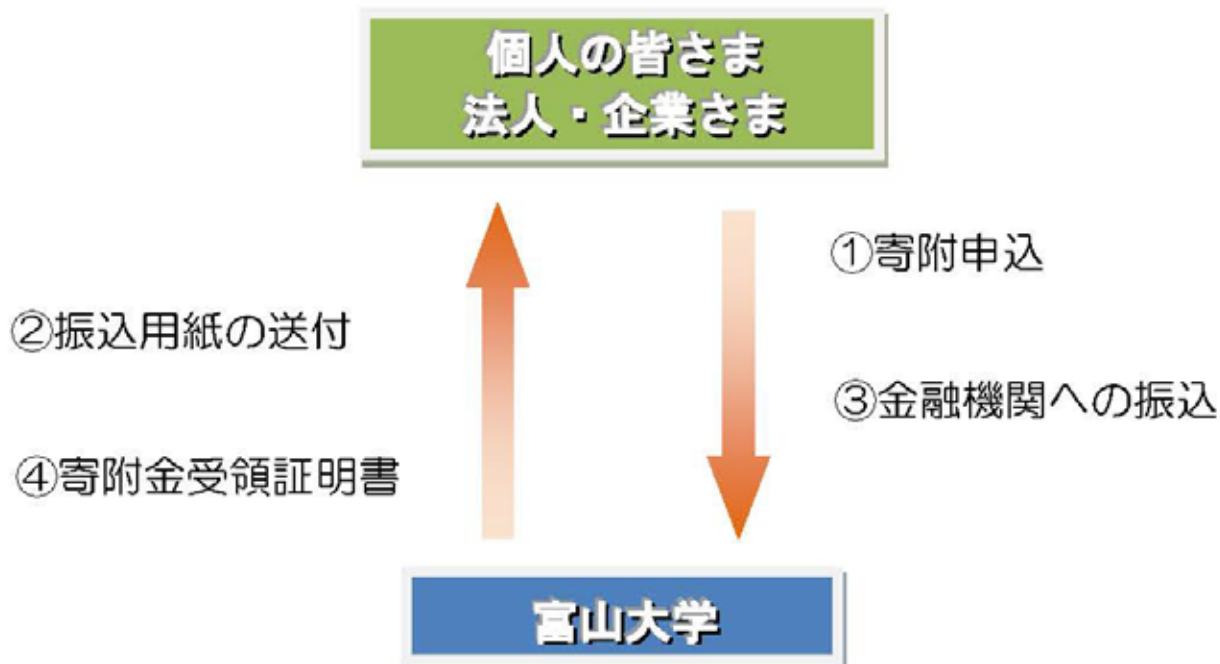 個人の皆さま
法人・企業さま
①寄附申込
②振込用紙の送付
③金融機関への振込
④寄附金受領証明書
富山大学